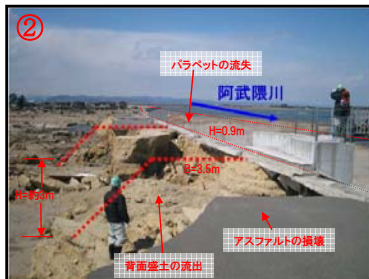 ②
パラペットの流失
阿武隈川
H=0.9m
B=3.5m
アスファルトの損壊
背面盛土の流出